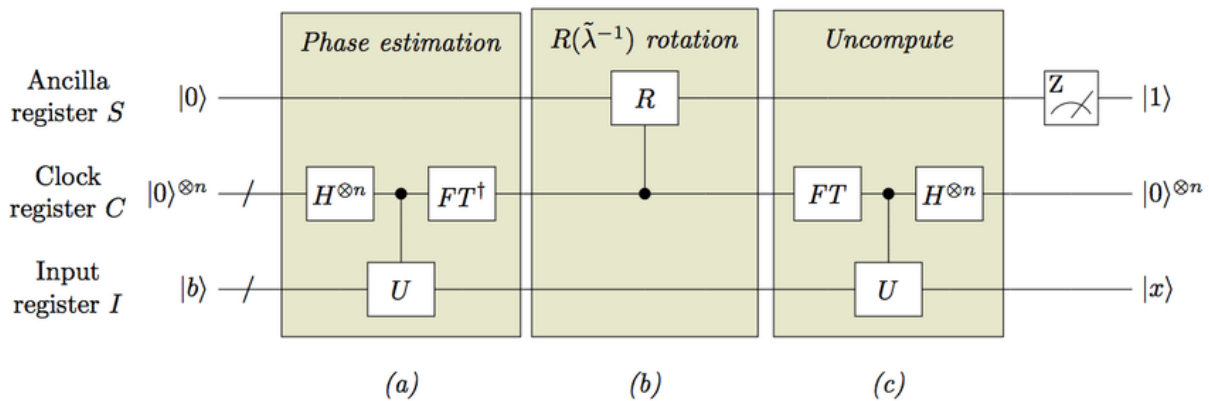 Phase estimation
R(λ̃⁻¹) rotation
Uncompute
Ancilla
register S
|0⟩
R
Z
|1⟩
Clock
register C
|0⟩⊗n
H⊗n
FT†
FT
H⊗n
|0⟩⊗n
Input
register I
|b⟩
U
U
|x⟩
(a)
(b)
(c)